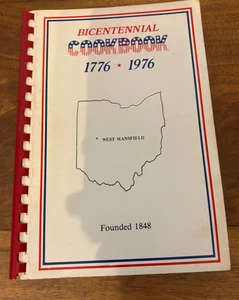 BICENTENNIAL
COOKBOOK
1776 ★ 1976
* WEST MANSFIELD
Founded 1848